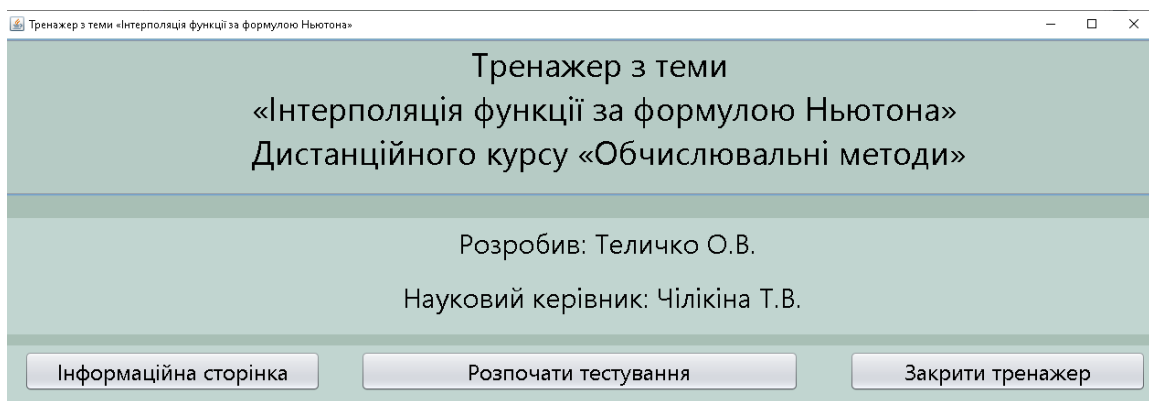 Тренажер з теми «Інтерполяція функції за формулою Ньютона»
Тренажер з теми
«Інтерполяція функції за формулою Ньютона»
Дистанційного курсу «Обчислювальні методи»
Розробив: Теличко О.В.
Науковий керівник: Чілікіна Т.В.
Інформаційна сторінка
Розпочати тестування
Закрити тренажер